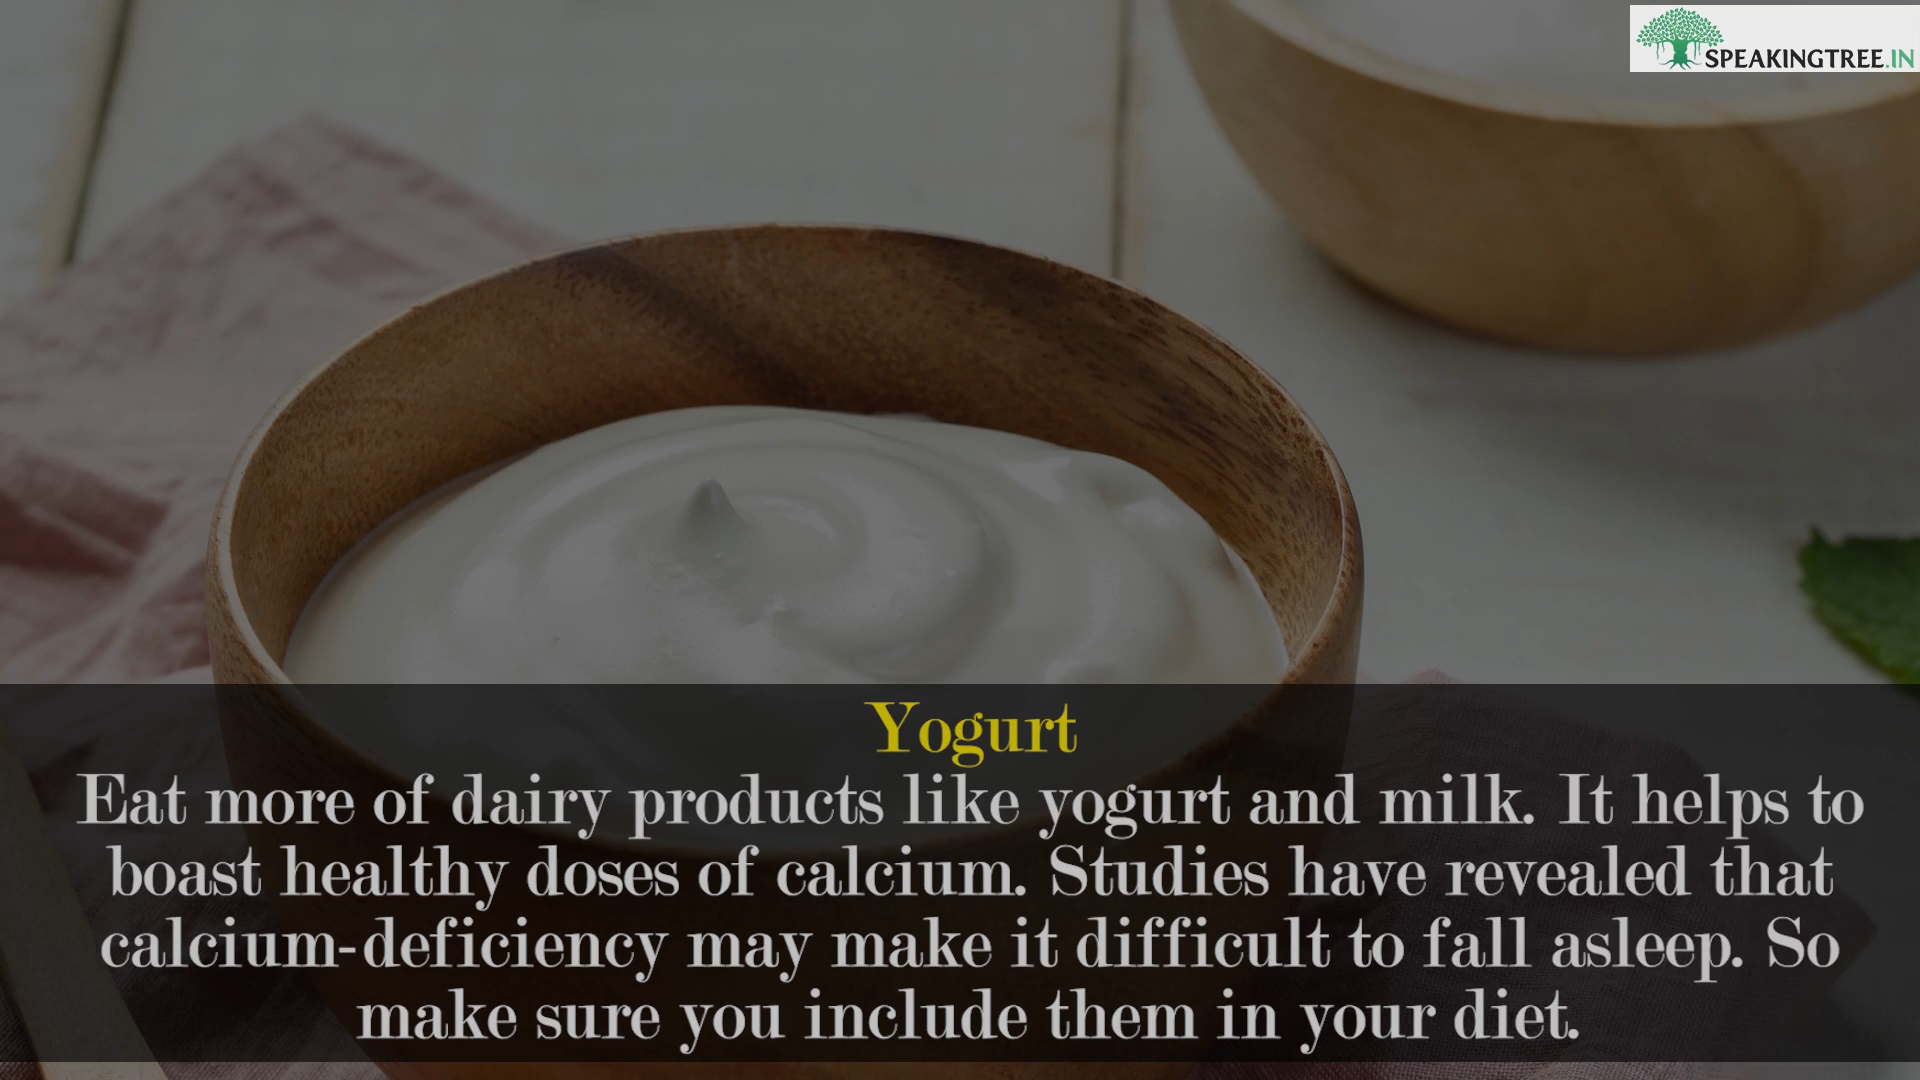 SPEAKINGTREE.IN
Yogurt
Eat more of dairy products like yogurt and milk. It helps to
boast healthy doses of calcium. Studies have revealed that
calcium-deficiency may make it difficult to fall asleep. So
make sure you include them in your diet.